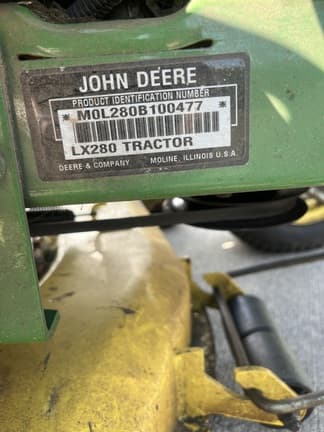 JOHN DEERE
PRODUCT IDENTIFICATION NUMBER
* M0L280B100477 *
LX280 TRACTOR
DEERE & COMPANY MOLINE, ILLINOIS U.S.A.